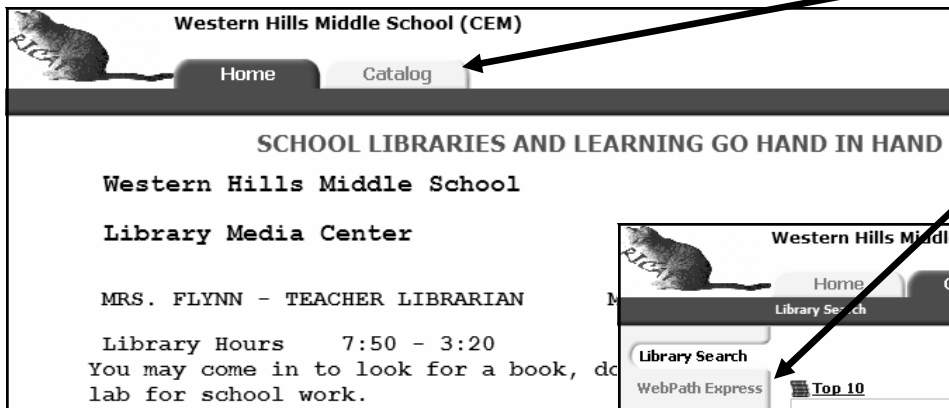 Western Hills Middle School (CEM)
RICAT
Home Catalog
SCHOOL LIBRARIES AND LEARNING GO HAND IN HAND
Western Hills Middle School
Library Media Center
MRS. FLYNN - TEACHER LIBRARIAN
Library Hours 7:50 - 3:20
You may come in to look for a book,
lab for school work.
Western Hills
RICAT
Home
Library Search
Library Search
WebPath Express
Top 10